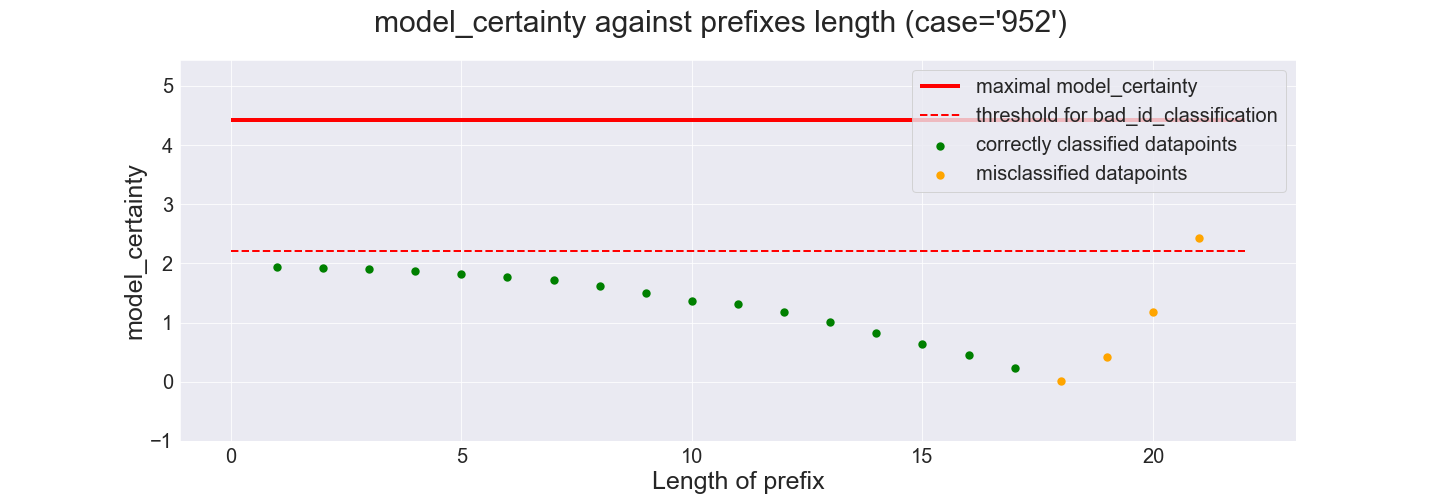 model_certainty against prefixes length (case='952')
maximal model_certainty
threshold for bad_id_classification
correctly classified datapoints
misclassified datapoints
model_certainty
5
4
3
2
1
0
−1
0 5 10 15 20
Length of prefix